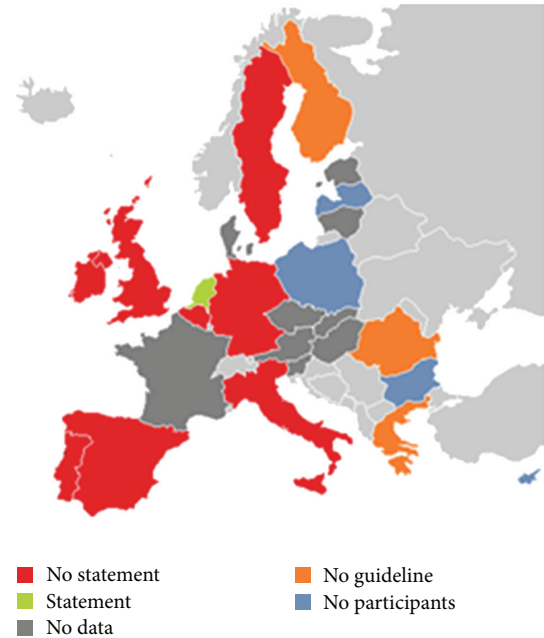 No statement
Statement
No data
No guideline
No participants